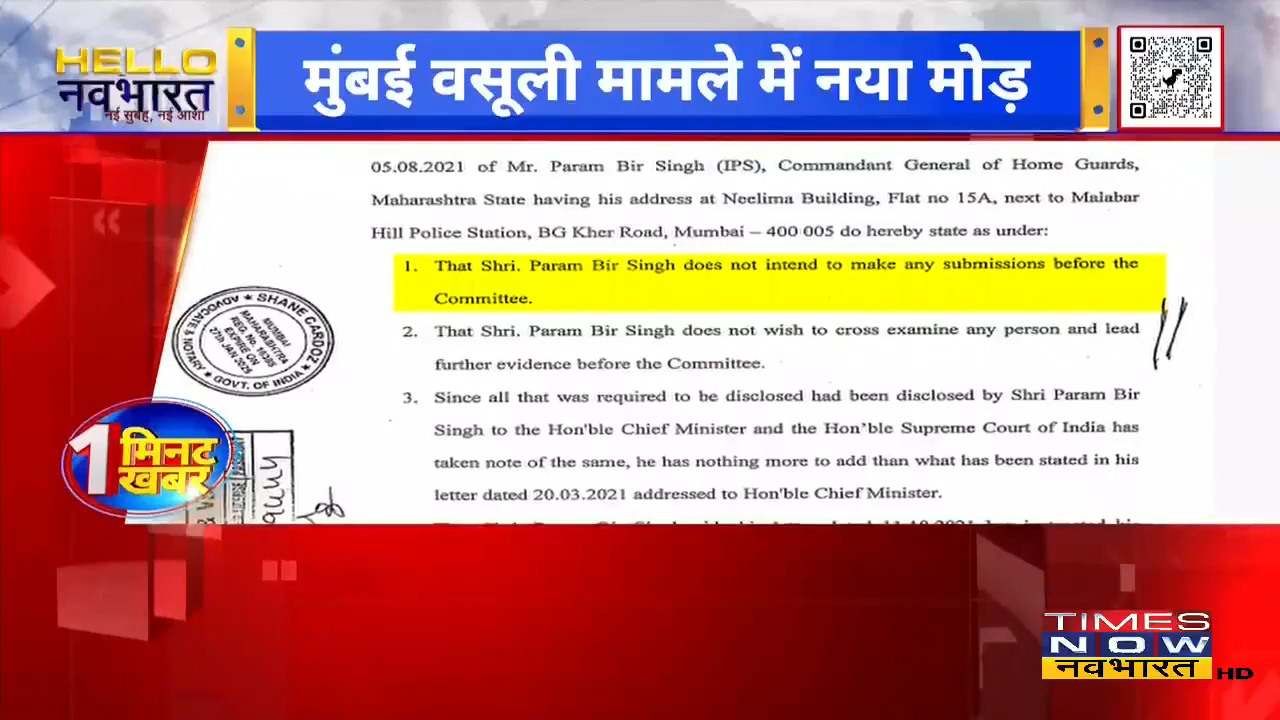 HELLO
नवभारत
नई सुबह, नई आशा
मुंबई वसूली मामले में नया मोड़
05.08.2021 of Mr. Param Bir Singh (IPS), Commandant General of Home Guards,
Maharashtra State having his address at Neelima Building, Flat no 15A, next to Malabar
Hill Police Station, BG Kher Road, Mumbai – 400 005 do hereby state as under:
1. That Shri. Param Bir Singh does not intend to make any submissions before the
Committee.
2. That Shri. Param Bir Singh does not wish to cross examine any person and lead
further evidence before the Committee.
3. Since all that was required to be disclosed had been disclosed by Shri Param Bir
Singh to the Hon'ble Chief Minister and the Hon'ble Supreme Court of India has
taken note of the same, he has nothing more to add than what has been stated in his
letter dated 20.03.2021 addressed to Hon'ble Chief Minister.
SHANE CARDOZ
ADVOCATE & NOTARY
MUMBAI
MAHARASHTRA
REG. No.
EXPIRE ON
27th JAN
GOVT. OF INDIA
1 मिनट
खबर
TIMES
NOW
नवभारत HD